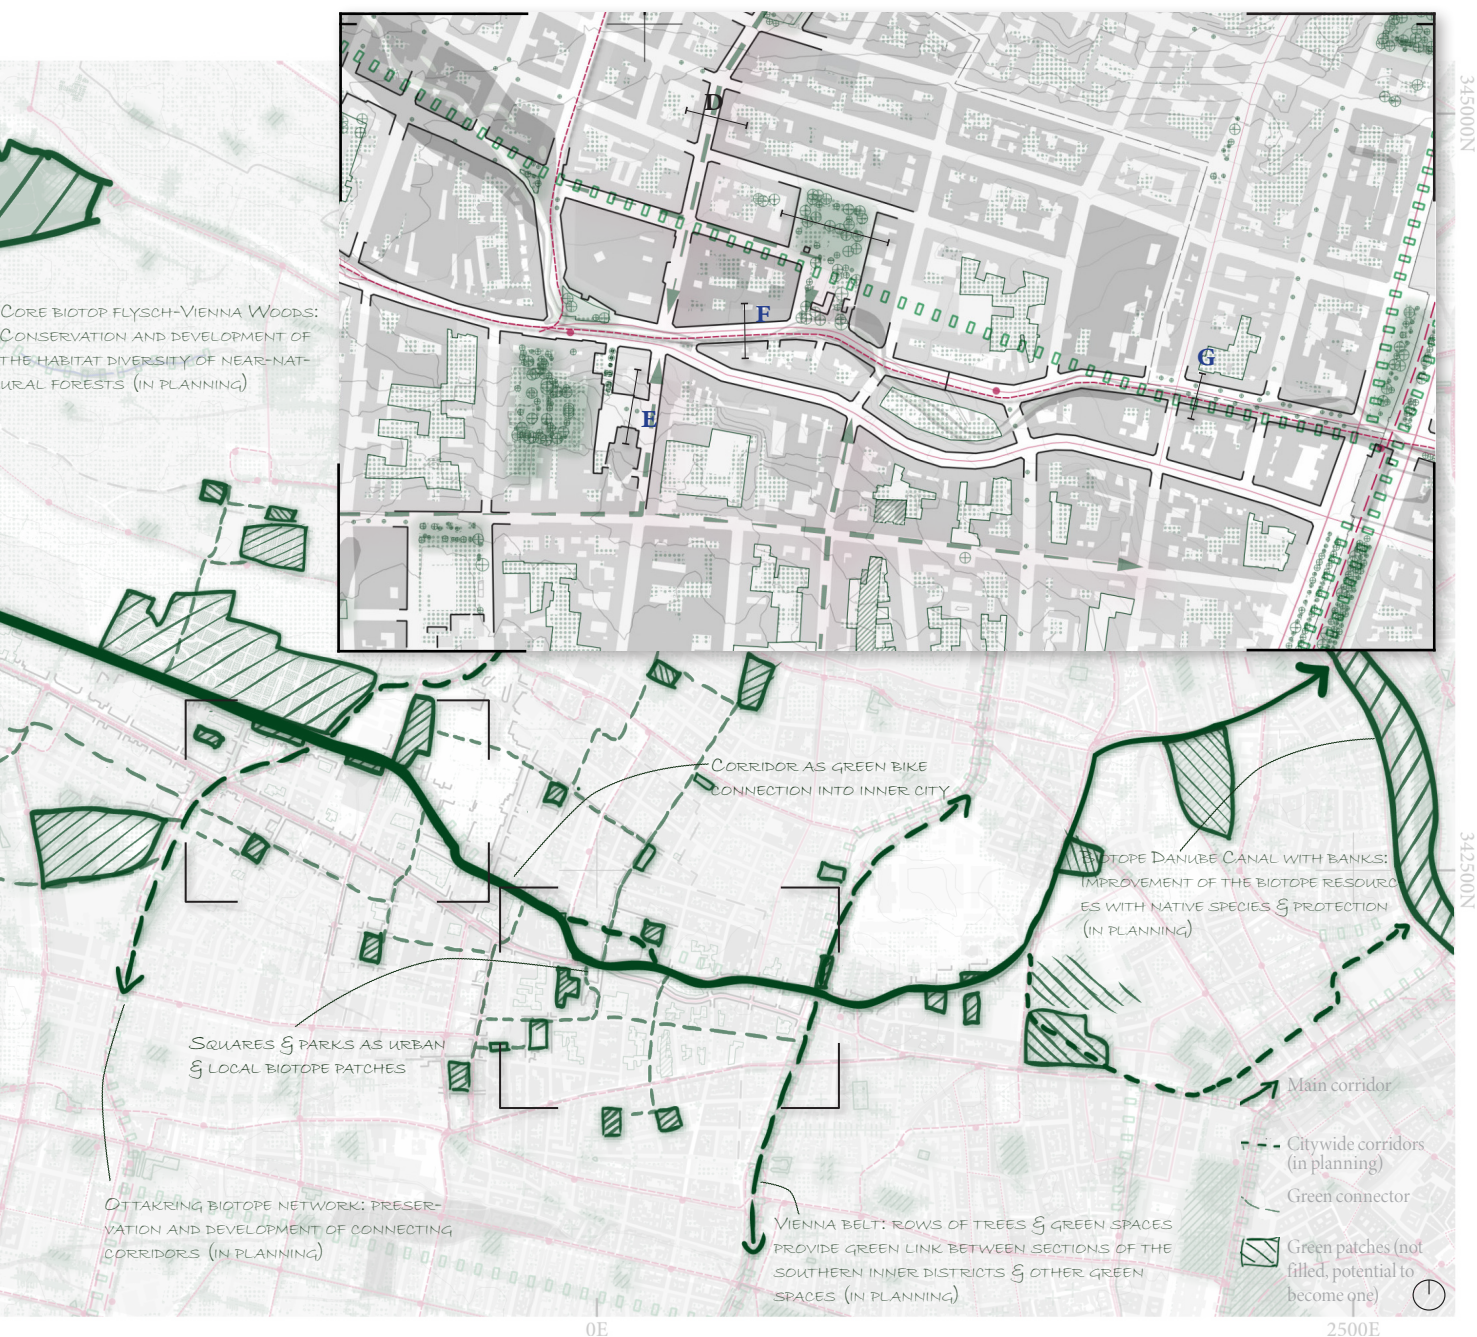 D
F
G
E
345000N
Core biotop flysch-Vienna Woods:
Conservation and development of
the habitat diversity of near-nat-
ural forests (in planning)
Corridor as green bike
connection into inner city
342500N
Biotope Danube Canal with banks:
improvement of the biotope resourc
es with native species & protection
(in planning)
Squares & parks as urban
& local biotope patches
Main corridor
Citywide corridors
(in planning)
Green connector
Green patches (not
filled, potential to
become one)
Ottakring biotope network: preser-
vation and development of connecting
corridors (in planning)
Vienna belt: rows of trees & green spaces
provide green link between sections of the
southern inner districts & other green
spaces (in planning)
0E
2500E